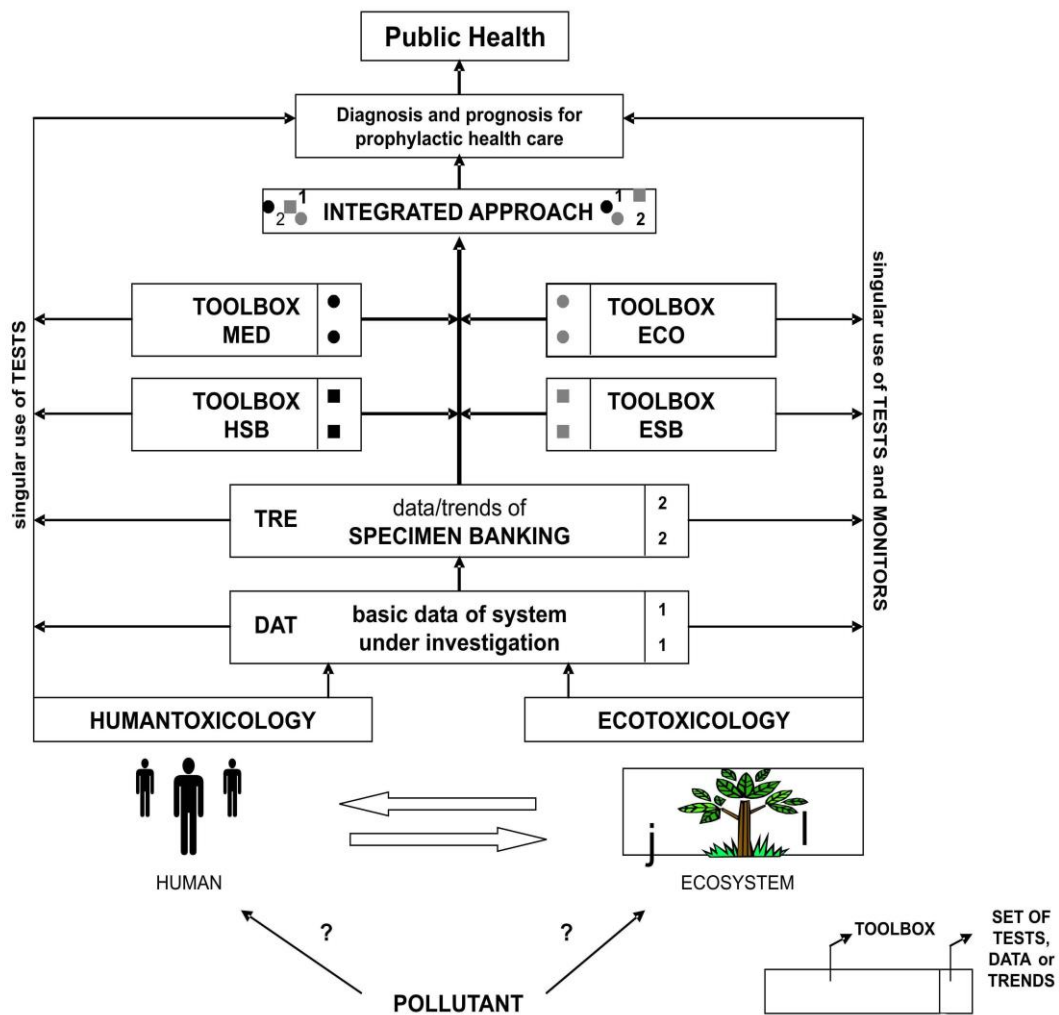 Public Health
Diagnosis and prognosis for
prophylactic health care
1
2
INTEGRATED APPROACH
1
2
TOOLBOX
MED
TOOLBOX
ECO
TOOLBOX
HSB
TOOLBOX
ESB
singular use of TESTS
singular use of TESTS and MONITORS
TRE
data/trends of
SPECIMEN BANKING
2
2
DAT
basic data of system
under investigation
1
1
HUMANTOXICOLOGY
ECOTOXICOLOGY
j
l
HUMAN
ECOSYSTEM
?
?
POLLUTANT
TOOLBOX
SET OF
TESTS,
DATA or
TRENDS